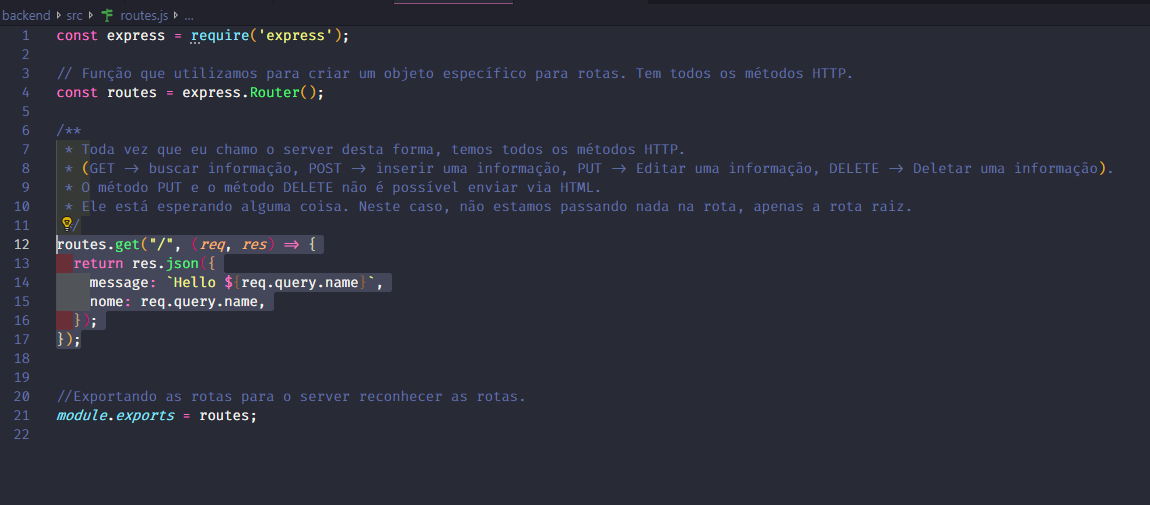 backend src routes.js ...
1 const express = require('express');
2
3 // Função que utilizamos para criar um objeto específico para rotas. Tem todos os métodos HTTP.
4 const routes = express.Router();
5
6 /**
7 * Toda vez que eu chamo o server desta forma, temos todos os métodos HTTP.
8 * (GET -> buscar informação, POST -> inserir uma informação, PUT -> Editar uma informação, DELETE -> Deletar uma informação).
9 * O método PUT e o método DELETE não é possível enviar via HTML.
10 * Ele está esperando alguma coisa. Neste caso, não estamos passando nada na rota, apenas a rota raiz.
11 /
12 routes.get("/", (req, res) => {
13 return res.json({
14 message: `Hello ${req.query.name}`,
15 nome: req.query.name,
16 });
17 });
18
19
20 //Exportando as rotas para o server reconhecer as rotas.
21 module.exports = routes;
22